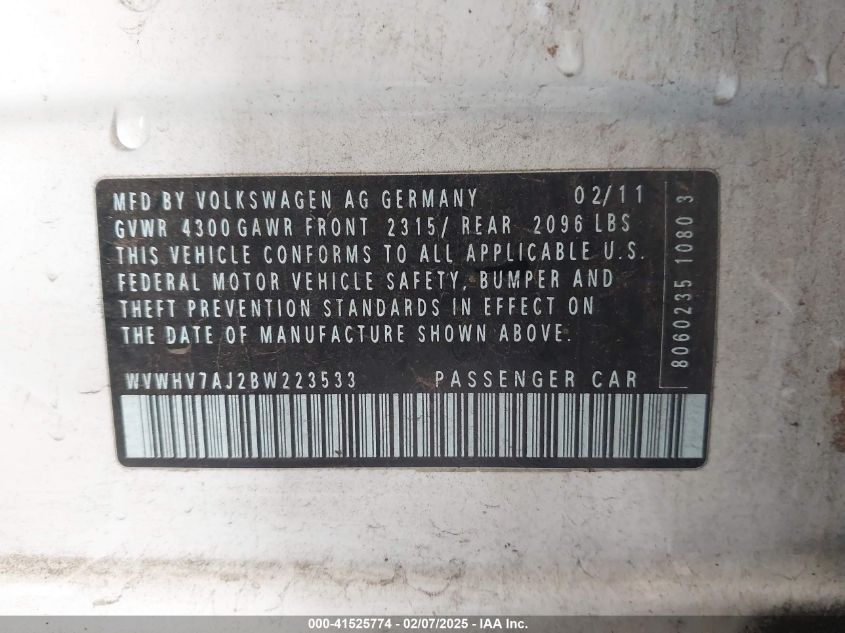 MFD BY VOLKSWAGEN AG GERMANY 02/11
GVWR 4300 GAWR FRONT 2315/ REAR 2096 LBS
THIS VEHICLE CONFORMS TO ALL APPLICABLE U.S.
FEDERAL MOTOR VEHICLE SAFETY, BUMPER AND
THEFT PREVENTION STANDARDS IN EFFECT ON
THE DATE OF MANUFACTURE SHOWN ABOVE.
WVWHV7AJ2BW223533 PASSENGER CAR
8060235 1080 3
000-41525774 - 02/07/2025 - IAA Inc.